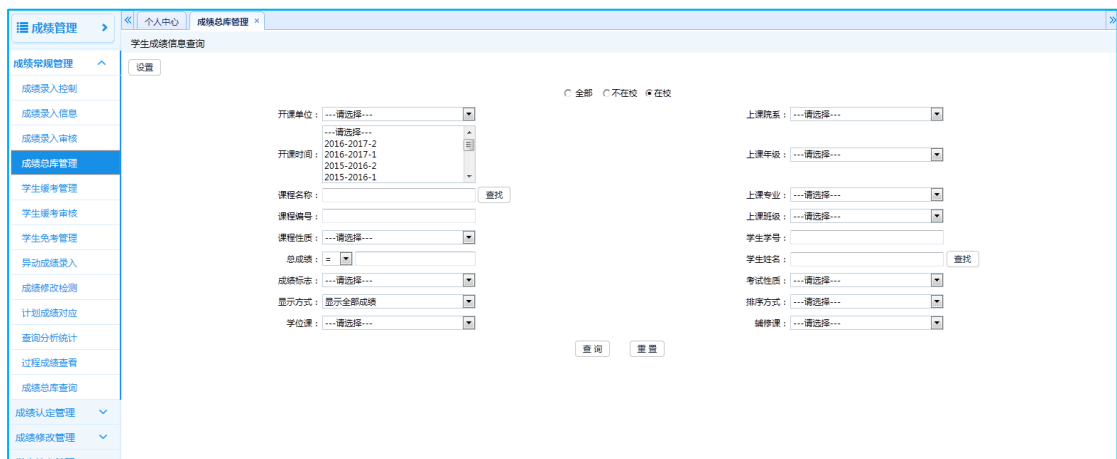 成绩管理
个人中心 成绩总库管理 ×
学生成绩信息查询
设置
成绩常规管理
成绩录入控制
成绩录入信息
成绩录入审核
成绩总库管理
学生缓考管理
学生缓考审核
学生免考管理
异动成绩录入
成绩修改检测
计划成绩对应
查询分析统计
过程成绩查看
成绩总库查询
成绩认定管理
成绩修改管理
全部 不在校 在校
开课单位： ---请选择--- 上课院系： ---请选择---
开课时间： ---请选择---
2016-2017-2
2016-2017-1
2015-2016-2
2015-2016-1
上课年级： ---请选择---
课程名称： 查找 上课专业： ---请选择---
课程编号： 上课班级： ---请选择---
课程性质： ---请选择--- 学生学号：
总成绩： = 学生姓名： 查找
成绩标志： ---请选择--- 考试性质： ---请选择---
显示方式： 显示全部成绩 排序方式： ---请选择---
学位课： ---请选择--- 辅修课： ---请选择---
查 询 重 置